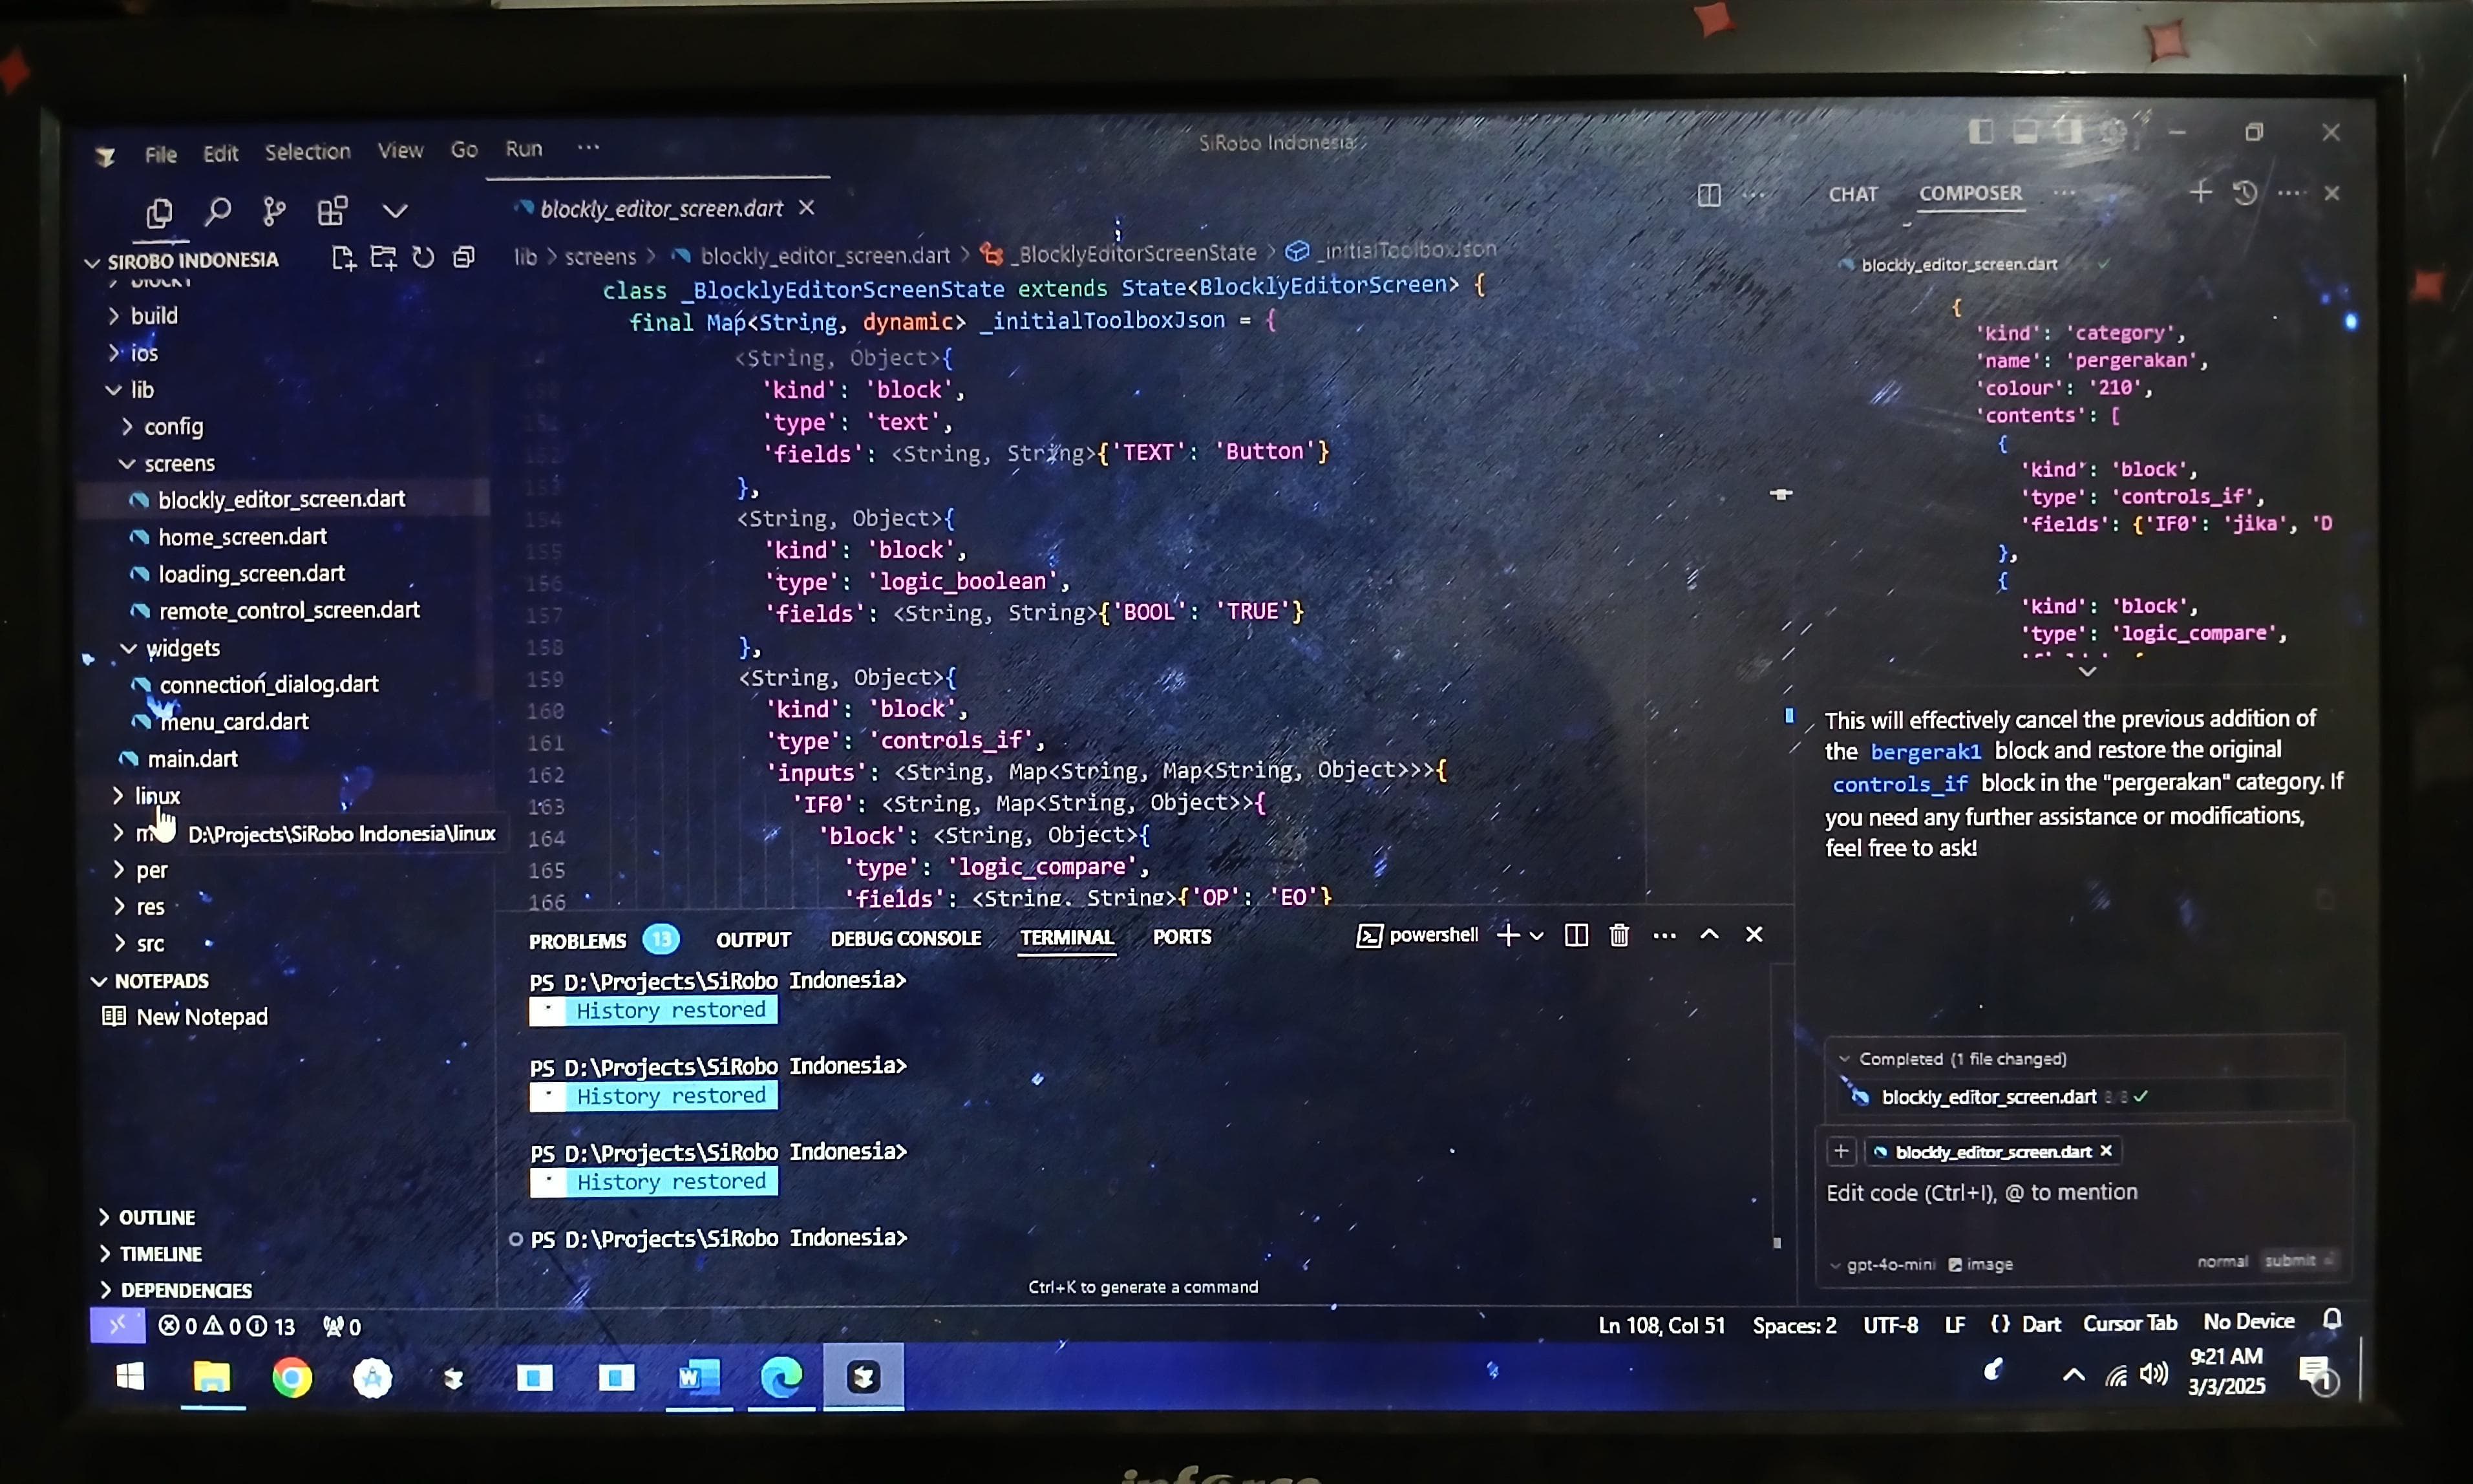 File Edit Selection View Go Run ···
SiRobo Indonesia
blockly_editor_screen.dart
CHAT COMPOSER
SIROBO INDONESIA
build
ios
lib
config
screens
blockly_editor_screen.dart
home_screen.dart
loading_screen.dart
remote_control_screen.dart
widgets
connection_dialog.dart
menu_card.dart
main.dart
linux
D:\Projects\SiRobo Indonesia\linux
per
res
src
NOTEPADS
New Notepad
OUTLINE
TIMELINE
DEPENDENCIES
lib > screens > blockly_editor_screen.dart > _BlocklyEditorScreenState > _initialToolboxJson
class _BlocklyEditorScreenState extends State<BlocklyEditorScreen> {
final Map<String, dynamic> _initialToolboxJson = {
<String, Object>{
'kind': 'block',
'type': 'text',
'fields': <String, String>{'TEXT': 'Button'}
153 },
154 <String, Object>{
155 'kind': 'block',
156 'type': 'logic_boolean',
157 'fields': <String, String>{'BOOL': 'TRUE'}
158 },
159 <String, Object>{
160 'kind': 'block',
161 'type': 'controls_if',
162 'inputs': <String, Map<String, Map<String, Object>>>{
163 'IF0': <String, Map<String, Object>>{
164 'block': <String, Object>{
165 'type': 'logic_compare',
166 'fields': <String, String>{'OP': 'EQ'}
PROBLEMS 13 OUTPUT DEBUG CONSOLE TERMINAL PORTS
powershell
PS D:\Projects\SiRobo Indonesia>
* History restored
PS D:\Projects\SiRobo Indonesia>
* History restored
PS D:\Projects\SiRobo Indonesia>
* History restored
PS D:\Projects\SiRobo Indonesia>
Ctrl+K to generate a command
blockly_editor_screen.dart
{
'kind': 'category',
'name': 'pergerakan',
'colour': '210',
'contents': [
{
'kind': 'block',
'type': 'controls_if',
'fields': {'IF0': 'jika', 'D
},
{
'kind': 'block',
'type': 'logic_compare',
This will effectively cancel the previous addition of
the bergerak1 block and restore the original
controls_if block in the "pergerakan" category. If
you need any further assistance or modifications,
feel free to ask!
Completed (1 file changed)
blockly_editor_screen.dart 8/8
blockly_editor_screen.dart
Edit code (Ctrl+I), @ to mention
gpt-4o-mini image
normal submit
0 0 13 0
Ln 108, Col 51 Spaces: 2 UTF-8 LF {} Dart Cursor Tab No Device
9:21 AM
3/3/2025
1